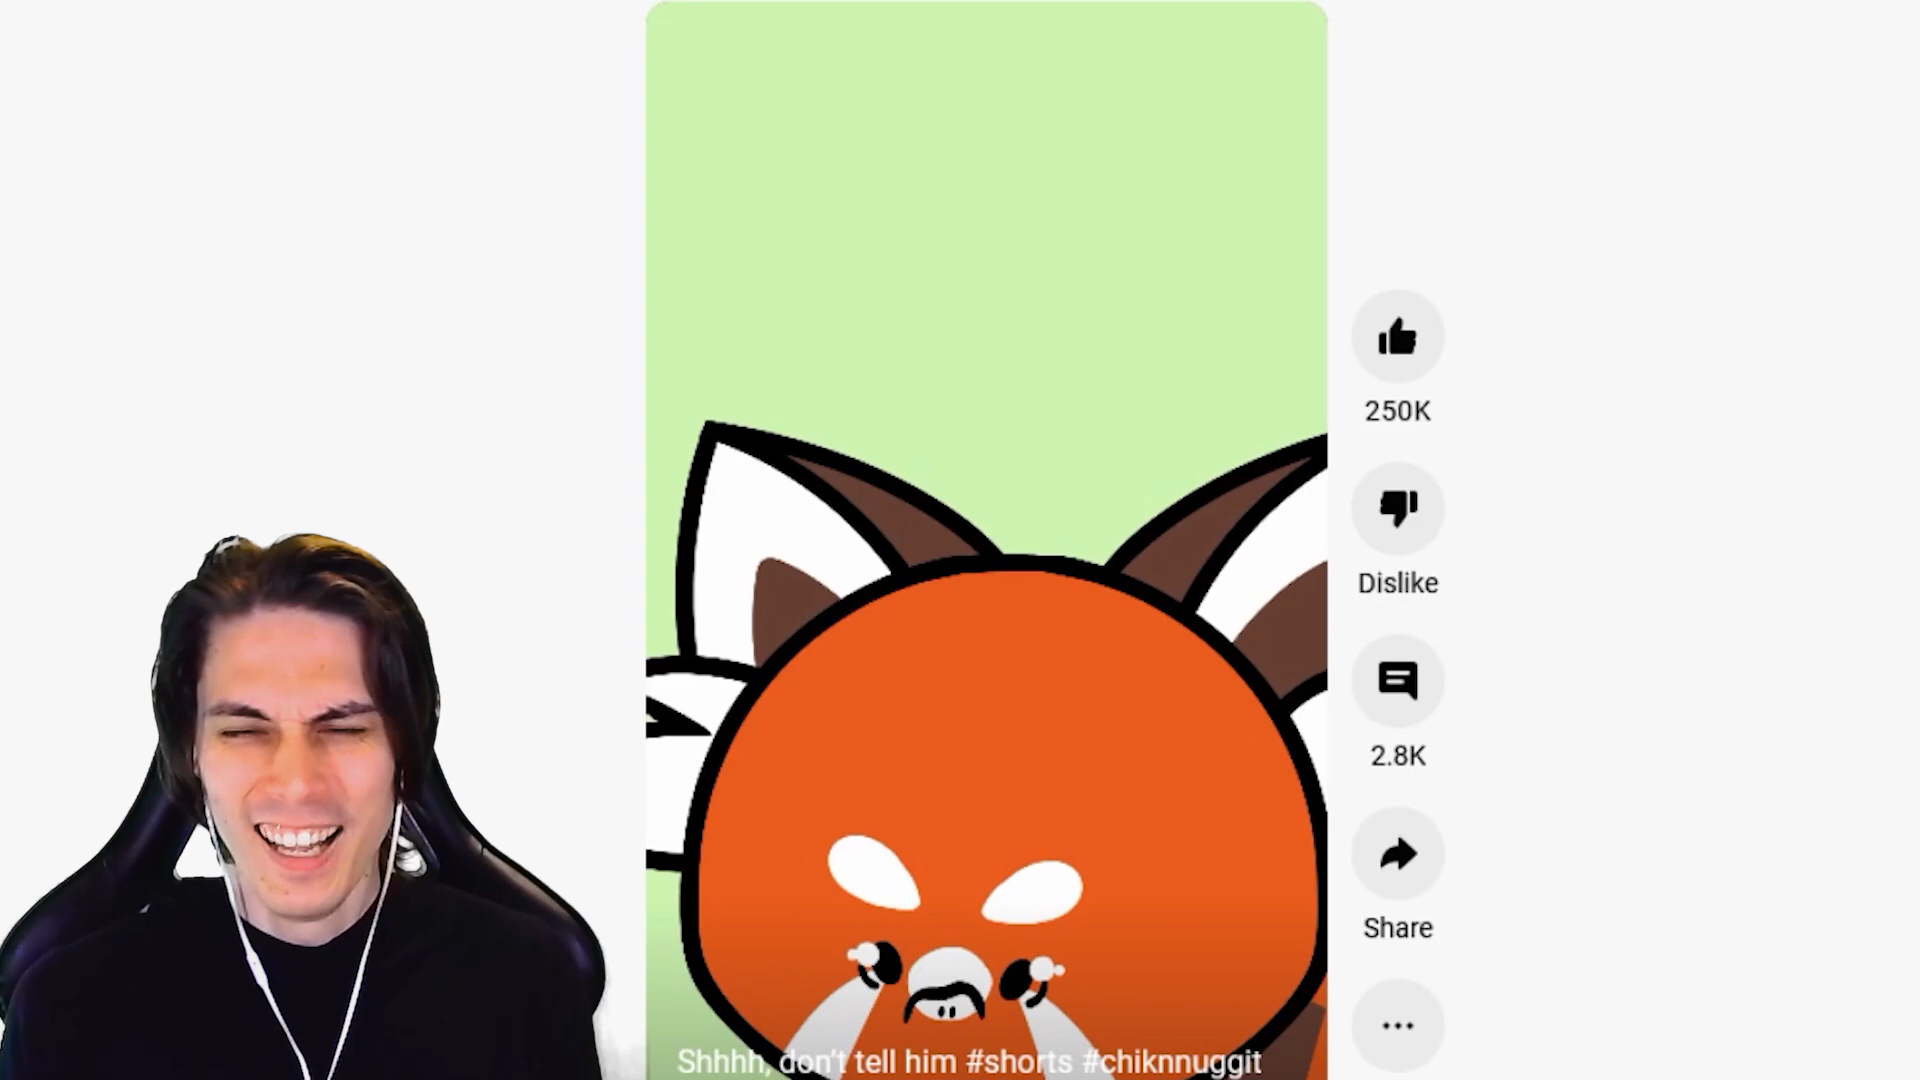 250K
Dislike
2.8K
Share
Shhhh, don't tell him #shorts #chiknnuggit